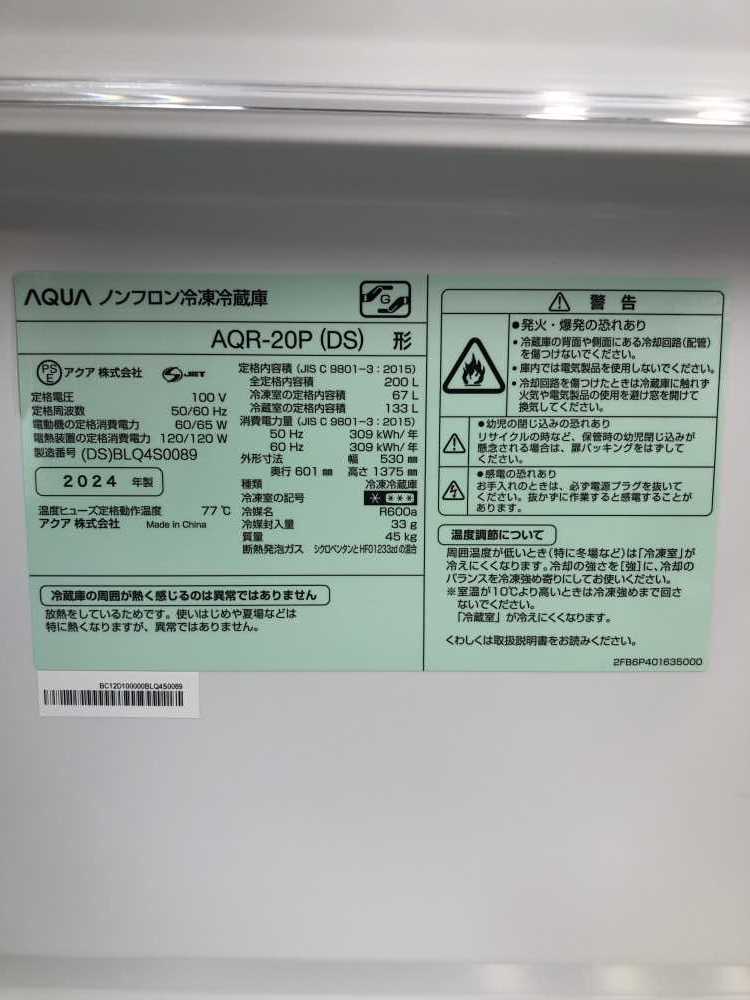 AQUA ノンフロン冷凍冷蔵庫
G
AQR-20P (DS) 形
PSE アクア 株式会社 S-JET
定格電圧 100 V
定格周波数 50/60 Hz
電動機の定格消費電力 60/65 W
電熱装置の定格消費電力 120/120 W
製造番号 (DS)BLQ4S0089
2024 年製
温度ヒューズ定格動作温度 77℃
アクア 株式会社 Made in China
定格内容積 (JIS C 9801-3 : 2015)
全定格内容積 200 L
冷凍室の定格内容積 67 L
冷蔵室の定格内容積 133 L
消費電力量 (JIS C 9801-3 : 2015)
50 Hz 309 kWh/年
60 Hz 309 kWh/年
外形寸法 幅 530 ㎜
奥行 601 ㎜ 高さ 1375 ㎜
種類 冷凍冷蔵庫
冷凍室の記号
冷媒名 R600a
冷媒封入量 33 g
質量 45 kg
断熱発泡ガス シクロペンタンとHFO1233zdの混合
冷蔵庫の周囲が熱く感じるのは異常ではありません
放熱をしているためです。使いはじめや夏場などは
特に熱くなりますが、異常ではありません。
警告
●発火・爆発の恐れあり
・冷蔵庫の背面や側面にある冷却回路(配管)
を傷つけないでください。
・庫内では電気製品を使用しないでください。
・冷却回路を傷つけたときは冷蔵庫に触れず
火気や電気製品の使用を避け窓を開けて
換気してください。
●幼児の閉じ込みの恐れあり
リサイクルの時など、保管時の幼児閉じ込みが
懸念される場合は、扉パッキングをはずして
ください。
●感電の恐れあり
お手入れのときは、必ず電源プラグを抜いて
ください。抜かずに作業すると感電することが
あります。
温度調節について
周囲温度が低いとき(特に冬場など)は「冷凍室」が
冷えにくくなります。冷却の強さを[強]に、冷却の
バランスを冷凍強め寄りにしてお使いください。
※室温が10℃より高いときは冷凍強めまで回さ
ないでください。
「冷蔵室」が冷えにくくなります。
くわしくは取扱説明書をお読みください。
2FB6P401635000
BC12D100000BLQ4S0089